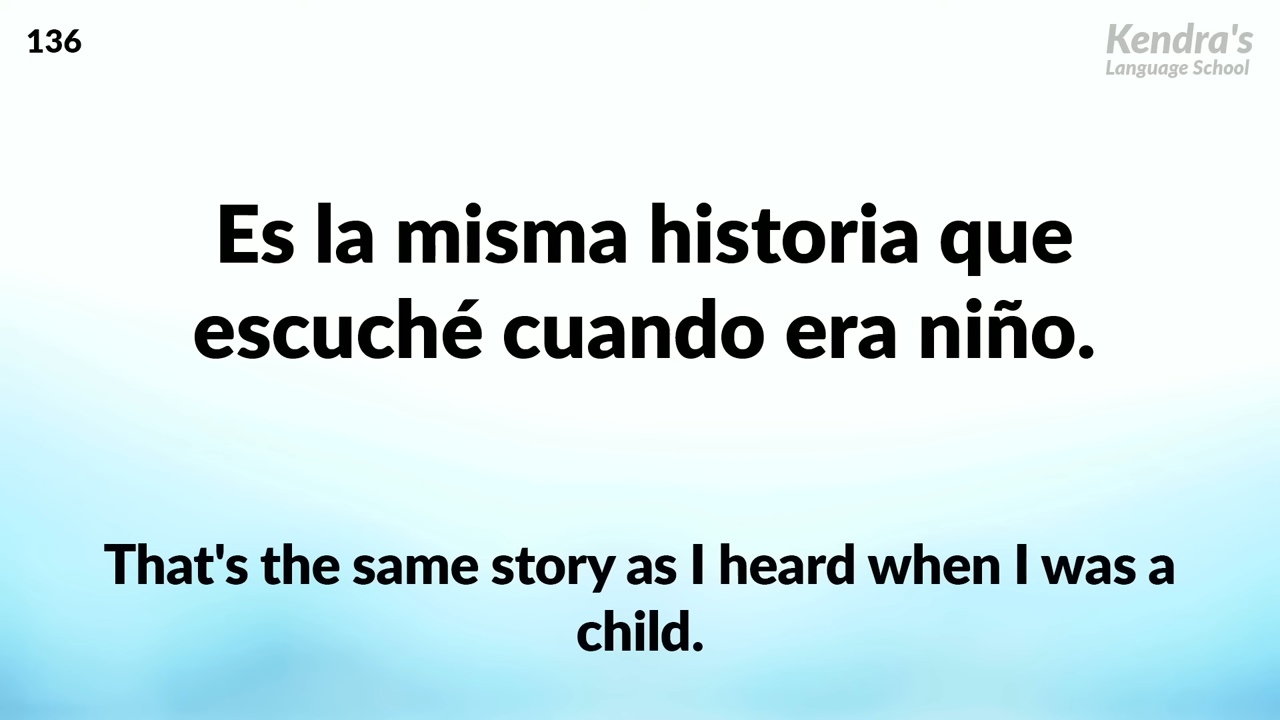 136
Kendra's
Language School
Es la misma historia que
escuché cuando era niño.
That's the same story as I heard when I was a
child.